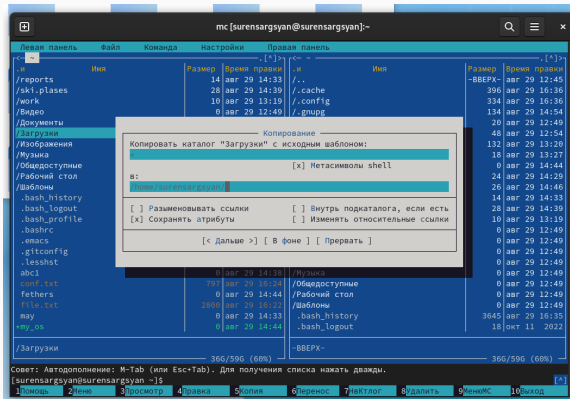 mc [surensargsyan@surensargsyan]:~
Левая панель Файл Команда Настройки Правая панель
<- ~ .[^]> <- ~ .[^]>
.и Имя Размер Время правки .и Имя Размер Время правки
/reports 14 авг 29 14:33 /.. -ВВЕРХ- авг 29 12:45
/ski.plases 28 авг 29 14:39 /.cache 396 авг 29 16:36
/work 10 авг 29 13:19 /.config 334 авг 29 16:36
/Видео 0 авг 29 12:49 /.gnupg 134 авг 29 14:54
/Документы 20 авг 29 12:49
/Загрузки 48 авг 29 12:54
/Изображения 132 авг 29 13:20
/Музыка 18 авг 29 13:27
/Общедоступные 0 авг 29 12:49
/Рабочий стол 24 авг 29 14:29
/Шаблоны 26 авг 29 14:46
.bash_history 14 авг 29 14:33
.bash_logout 28 авг 29 14:39
.bash_profile 10 авг 29 13:19
.bashrc 0 авг 29 12:49
.emacs 0 авг 29 12:49
.gitconfig 0 авг 29 12:49
.lesshst 0 авг 29 12:49
Копирование
Копировать каталог "Загрузки" с исходным шаблоном:
*
[x] Метасимволы shell
в:
/home/surensargsyan/
[ ] Разыменовывать ссылки [ ] Внутрь подкаталога, если есть
[x] Сохранять атрибуты [ ] Изменять относительные ссылки
[< Дальше >] [ В фоне ] [ Прервать ]
abc1 0 авг 29 14:38 /Музыка 0 авг 29 12:49
conf.txt 797 авг 29 16:24 /Общедоступные 0 авг 29 12:49
fethers 0 авг 29 14:44 /Рабочий стол 0 авг 29 12:49
file.txt 2800 авг 29 16:22 /Шаблоны 0 авг 29 12:49
may 0 авг 29 14:33 .bash_history 3645 авг 29 16:35
*my_os 0 авг 29 14:44 .bash_logout 18 окт 11 2022
/Загрузки -ВВЕРХ-
36G/59G (60%) 36G/59G (60%)
Совет: Автодополнение: M-Tab (или Esc+Tab). Для получения списка нажать дважды.
[surensargsyan@surensargsyan ~]$ [^]
1Помощь 2Меню 3Просмотр 4Правка 5Копия 6Перенос 7НвКтлог 8Удалить 9МенюМС 10Выход